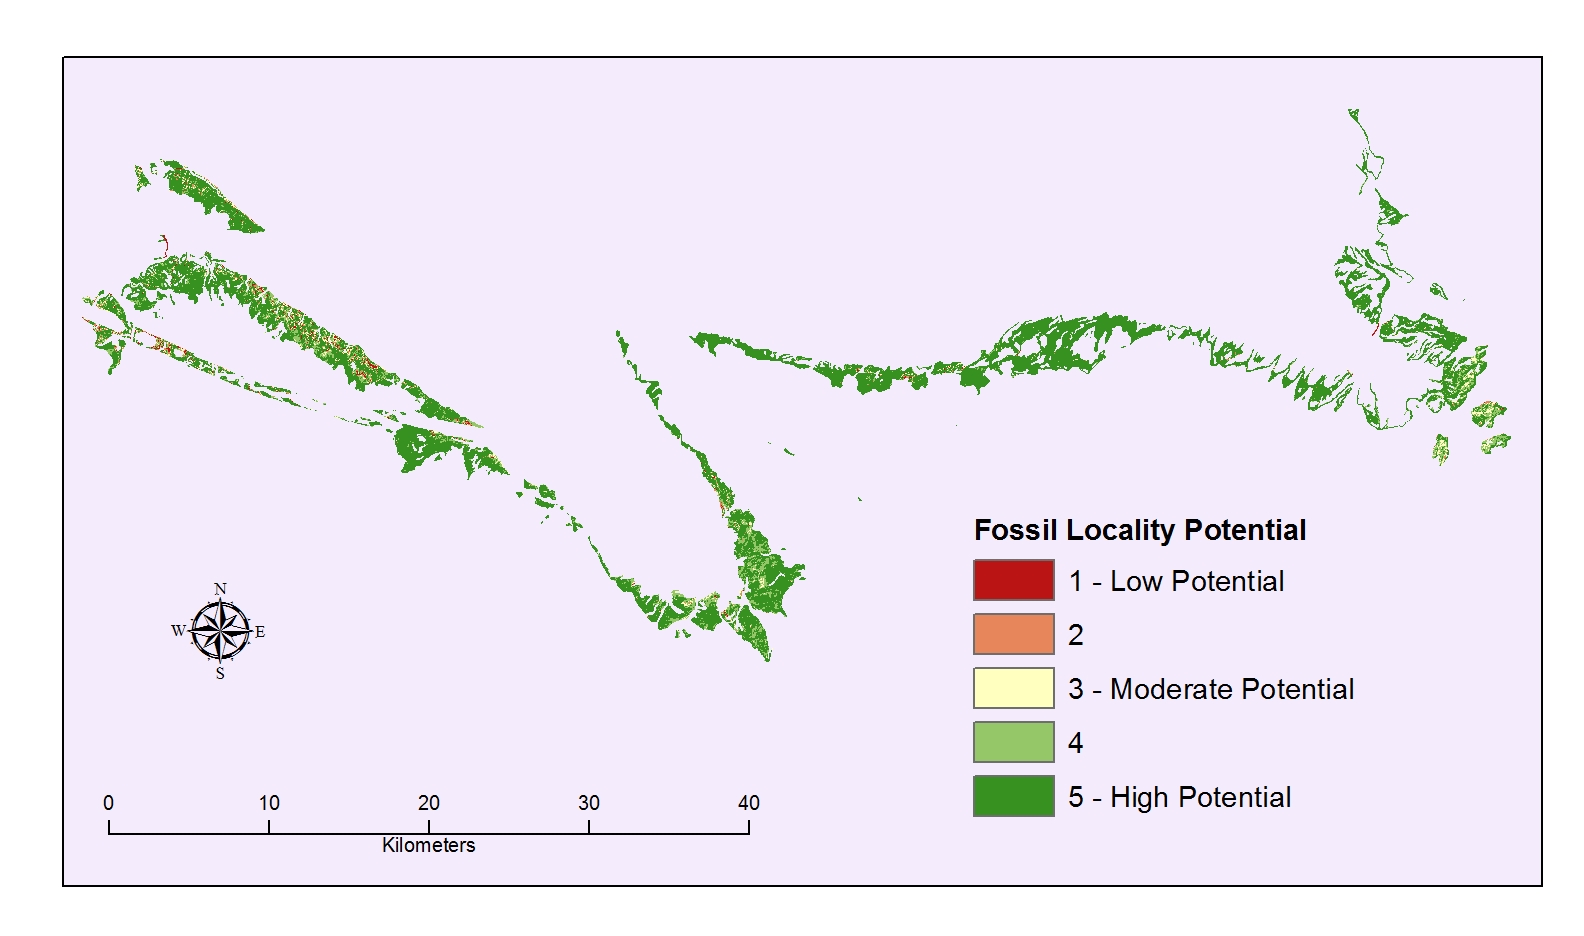 Fossil Locality Potential
1 - Low Potential
2
3 - Moderate Potential
4
5 - High Potential
N
W E
S
0 10 20 30 40
Kilometers